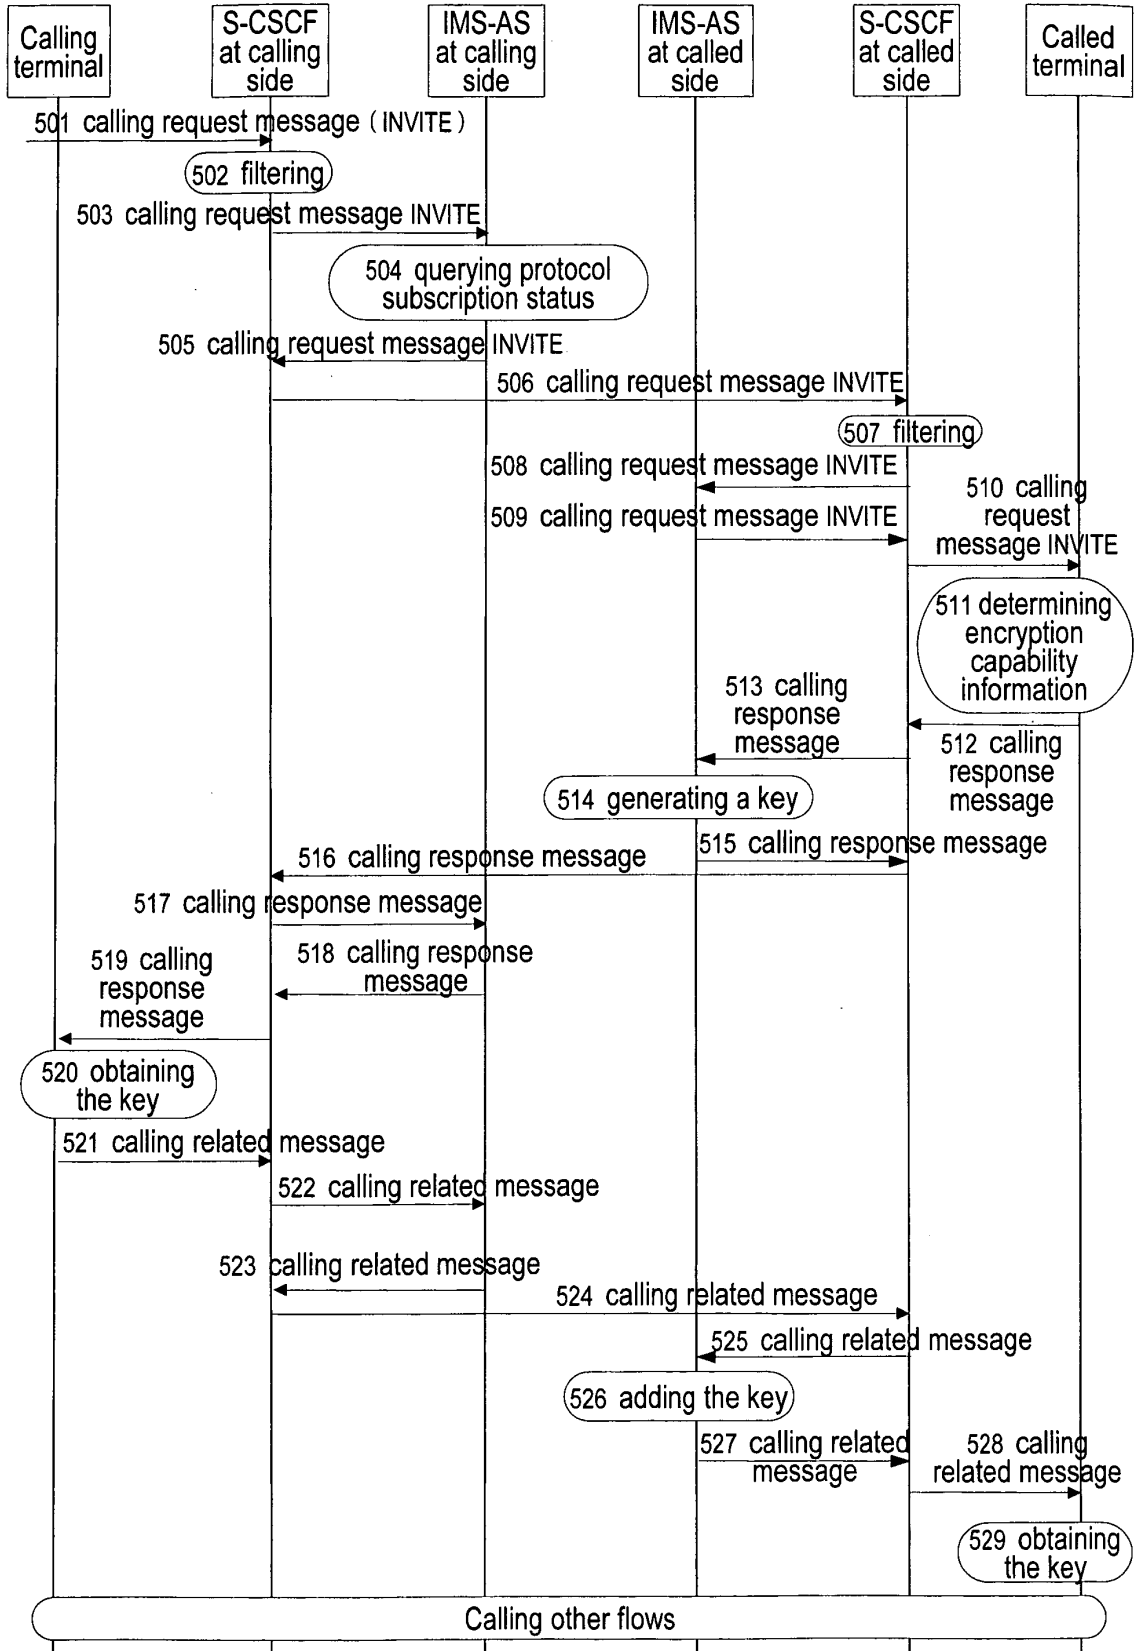 Calling
terminal
S-CSCF
at calling
side
IMS-AS
at calling
side
IMS-AS
at called
side
S-CSCF
at called
side
Called
terminal
501 calling request message ( INVITE )
502 filtering
503 calling request message INVITE
504 querying protocol
subscription status
505 calling request message INVITE
506 calling request message INVITE
507 filtering
508 calling request message INVITE
509 calling request message INVITE
510 calling
request
message INVITE
511 determining
encryption
capability
information
512 calling
response
message
513 calling
response
message
514 generating a key
515 calling response message
516 calling response message
517 calling response message
518 calling response
message
519 calling
response
message
520 obtaining
the key
521 calling related message
522 calling related message
523 calling related message
524 calling related message
525 calling related message
526 adding the key
527 calling related
message
528 calling
related message
529 obtaining
the key
Calling other flows